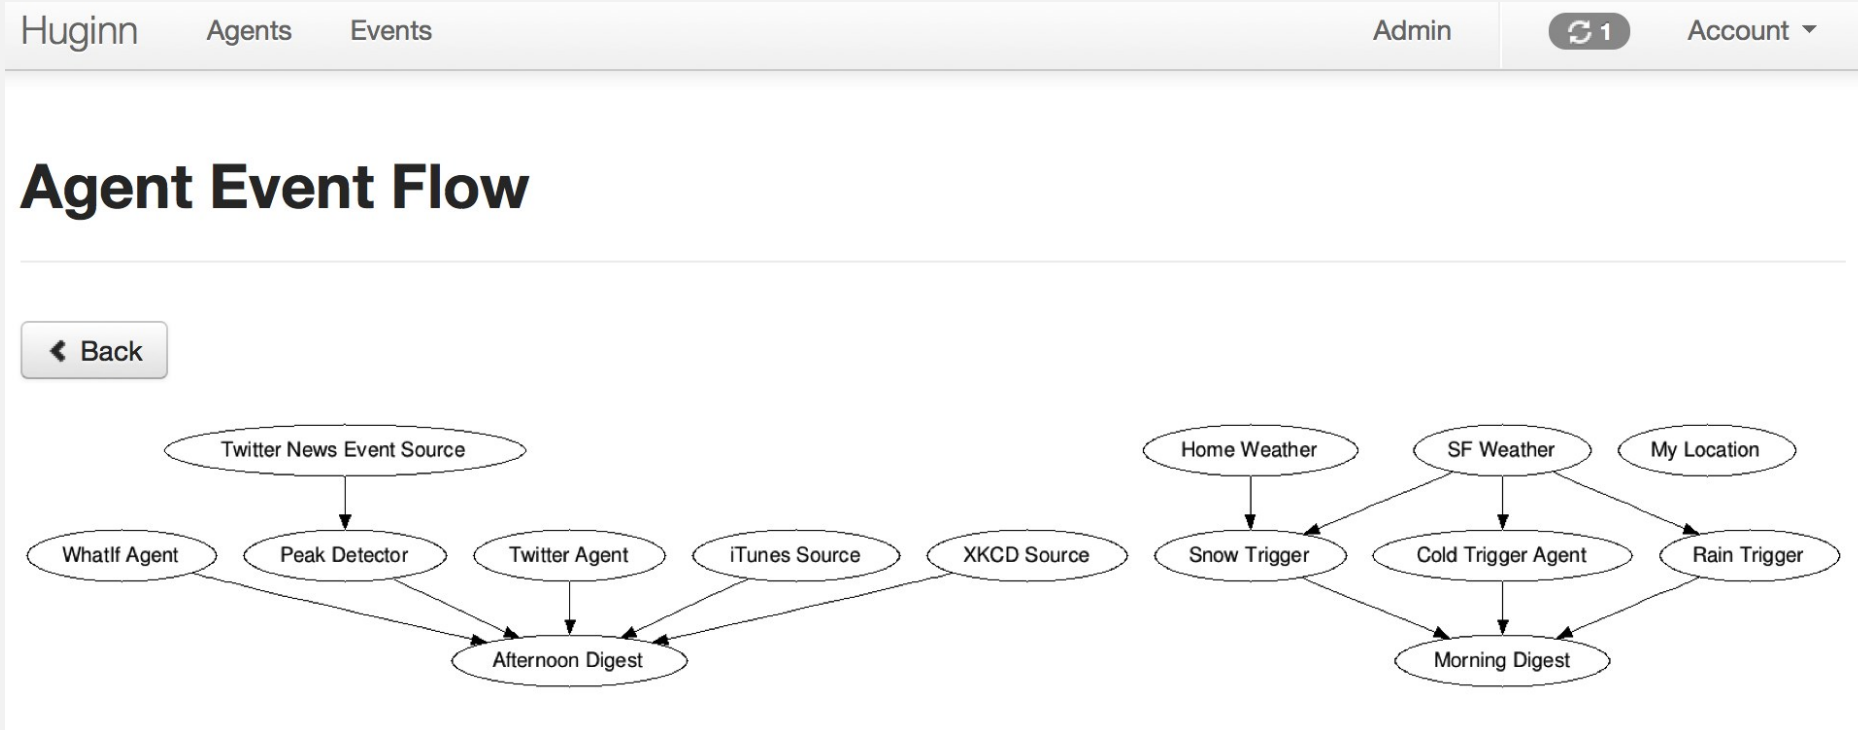 Huginn Agents Events Admin 1 Account
Agent Event Flow
Back
Twitter News Event Source Home Weather SF Weather My Location
WhatIf Agent Peak Detector Twitter Agent iTunes Source XKCD Source Snow Trigger Cold Trigger Agent Rain Trigger
Afternoon Digest Morning Digest